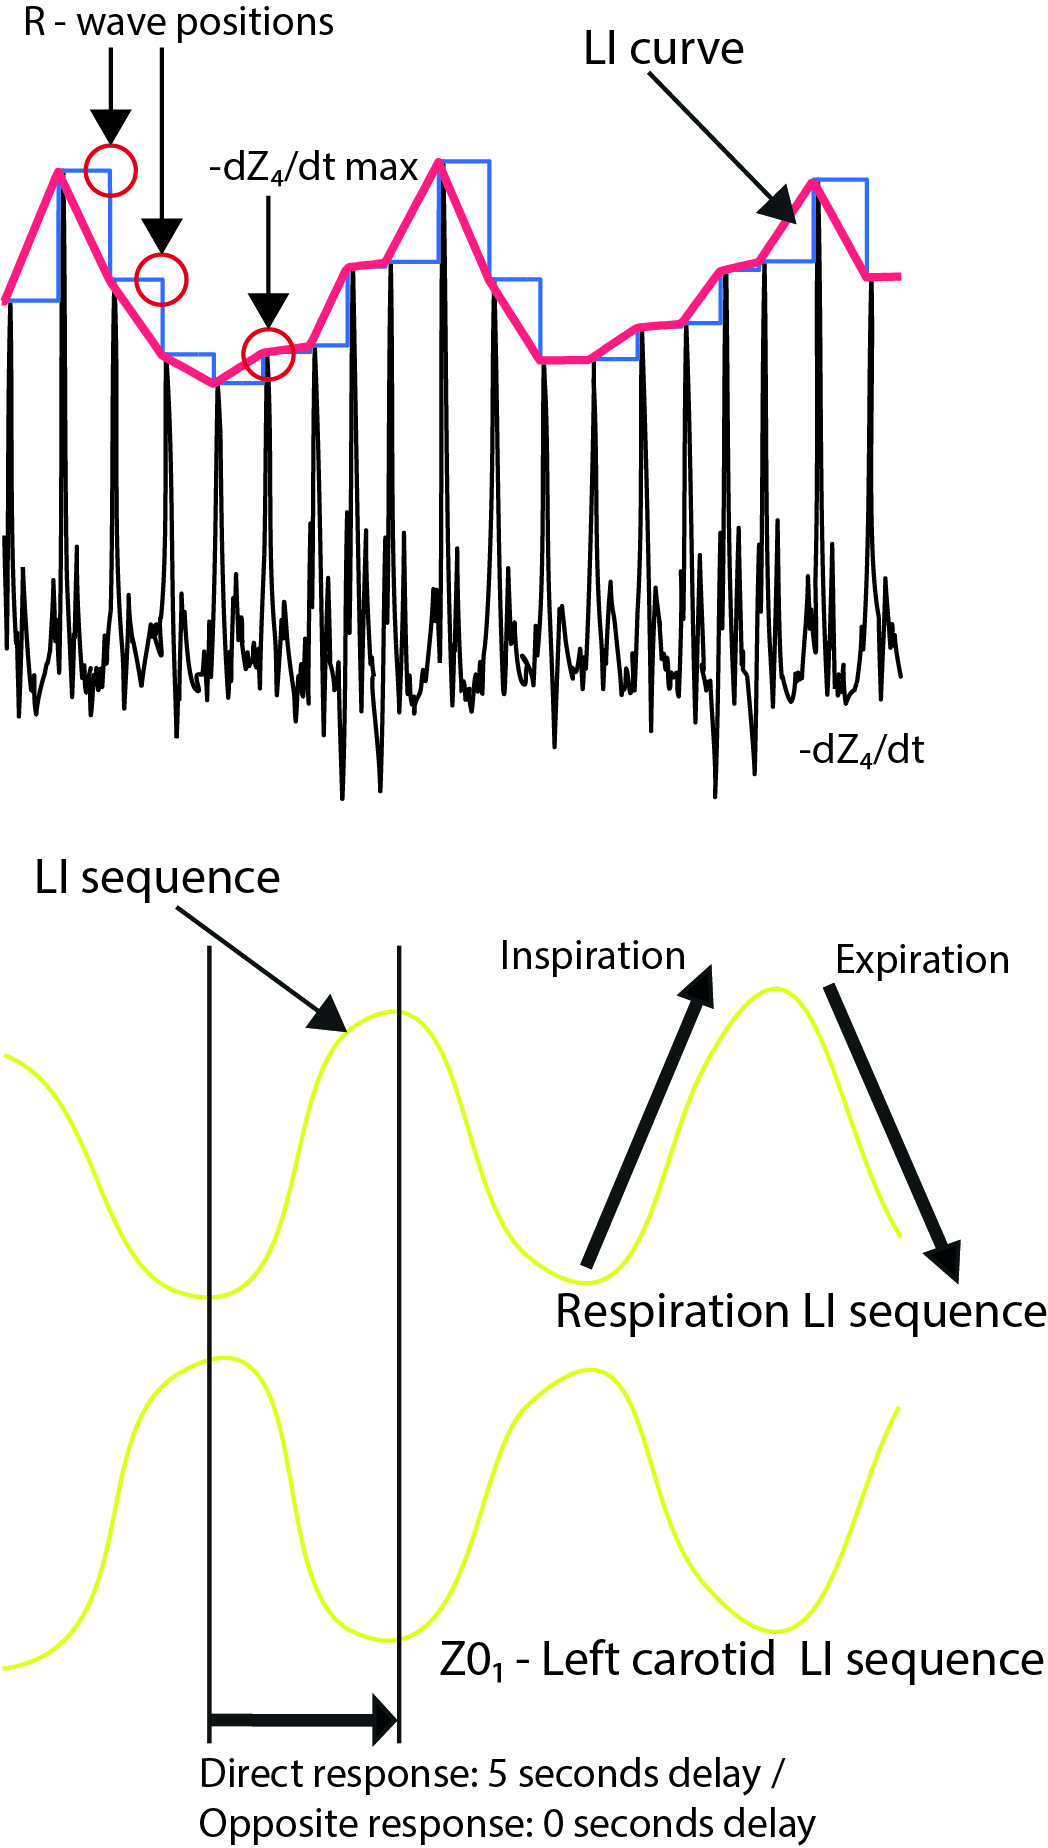 R - wave positions
LI curve
-dZ₄/dt max
-dZ₄/dt
LI sequence
Inspiration
Expiration
Respiration LI sequence
Z0₁ - Left carotid LI sequence
Direct response: 5 seconds delay /
Opposite response: 0 seconds delay